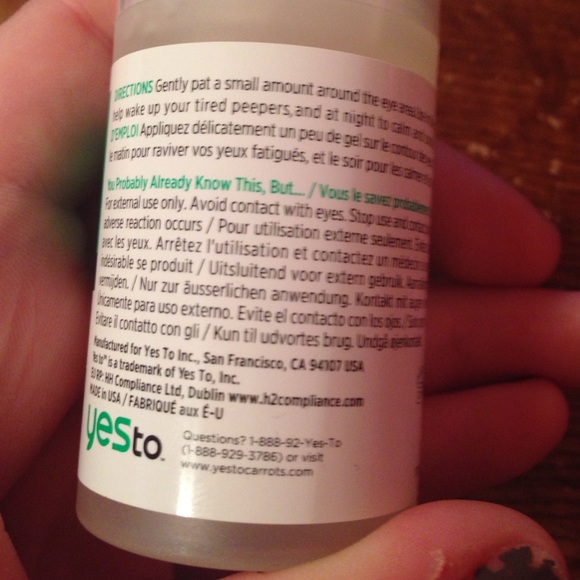 DIRECTIONS Gently pat a small amount around the eye area
help wake up your tired peepers, and at night to calm and
D'EMPLOI Appliquez délicatement un peu de gel sur le contour des
le matin pour raviver vos yeux fatigués, et le soir pour les calmer
You Probably Already Know This, But... / Vous le savez probablement
For external use only. Avoid contact with eyes. Stop use and contact
adverse reaction occurs / Pour utilisation externe seulement.
avec les yeux. Arrêtez l'utilisation et contactez un médecin
indésirable se produit / Uitsluitend voor extern gebruik.
vermijden. / Nur zur äusserlichen anwendung. Kontakt mit
Únicamente para uso externo. Evite el contacto con los ojos. /
Evitare il contatto con gli / Kun til udvortes brug. Undgå øjenkontakt
Manufactured for Yes To Inc., San Francisco, CA 94107 USA
Yes to™ is a trademark of Yes To, Inc.
EU RP: HH Compliance Ltd, Dublin www.h2compliance.com
MADE in USA / FABRIQUÉ aux É-U
yes to™
Questions? 1-888-92-Yes-To
(1-888-929-3786) or visit
www.yestocarrots.com